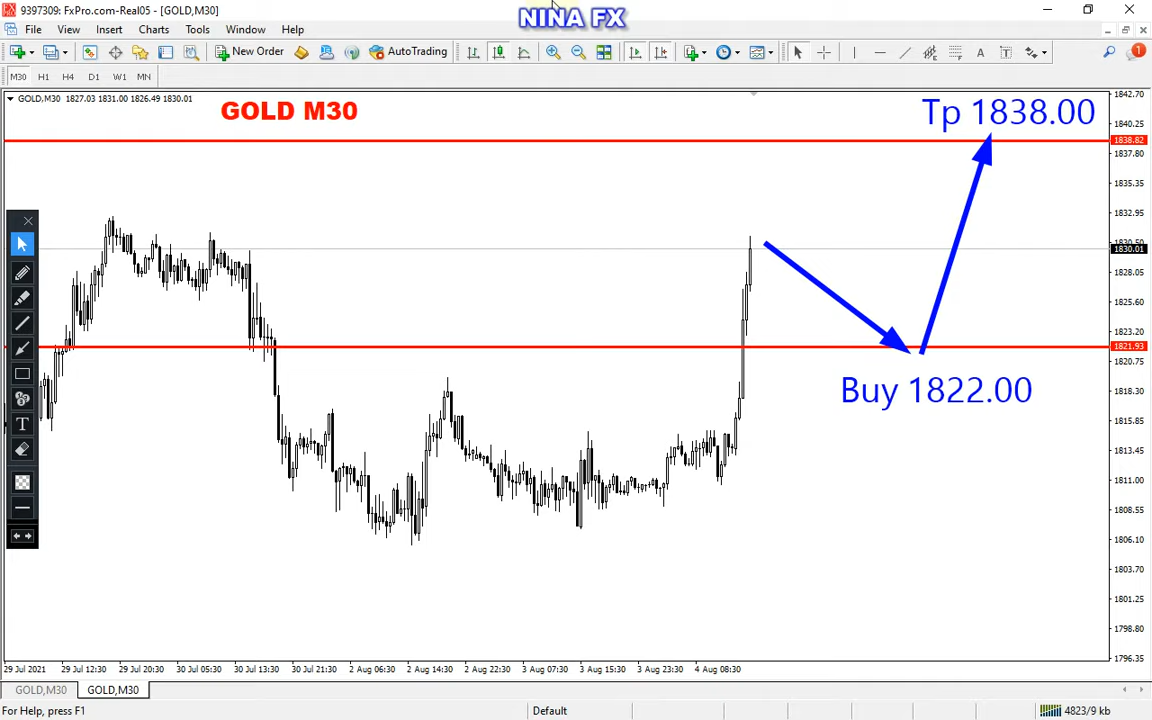 9397309: FxPro.com-Real05 - [GOLD,M30]
NINA FX
File View Insert Charts Tools Window Help
New Order AutoTrading
A T 1
M30 H1 H4 D1 W1 MN
GOLD,M30 1827.03 1831.00 1826.49 1830.01
GOLD M30
Tp 1838.00
Buy 1822.00
1842.70
1840.25
1838.82
1837.80
1835.35
1832.95
1830.50
1830.01
1828.05
1825.60
1823.20
1821.93
1820.75
1818.30
1815.85
1813.45
1811.00
1808.55
1806.10
1803.70
1801.25
1798.80
1796.35
T
29 Jul 2021 29 Jul 12:30 29 Jul 20:30 30 Jul 05:30 30 Jul 13:30 30 Jul 21:30 2 Aug 06:30 2 Aug 14:30 2 Aug 22:30 3 Aug 07:30 3 Aug 15:30 3 Aug 23:30 4 Aug 08:30
GOLD,M30 GOLD,M30
For Help, press F1 Default 4823/9 kb